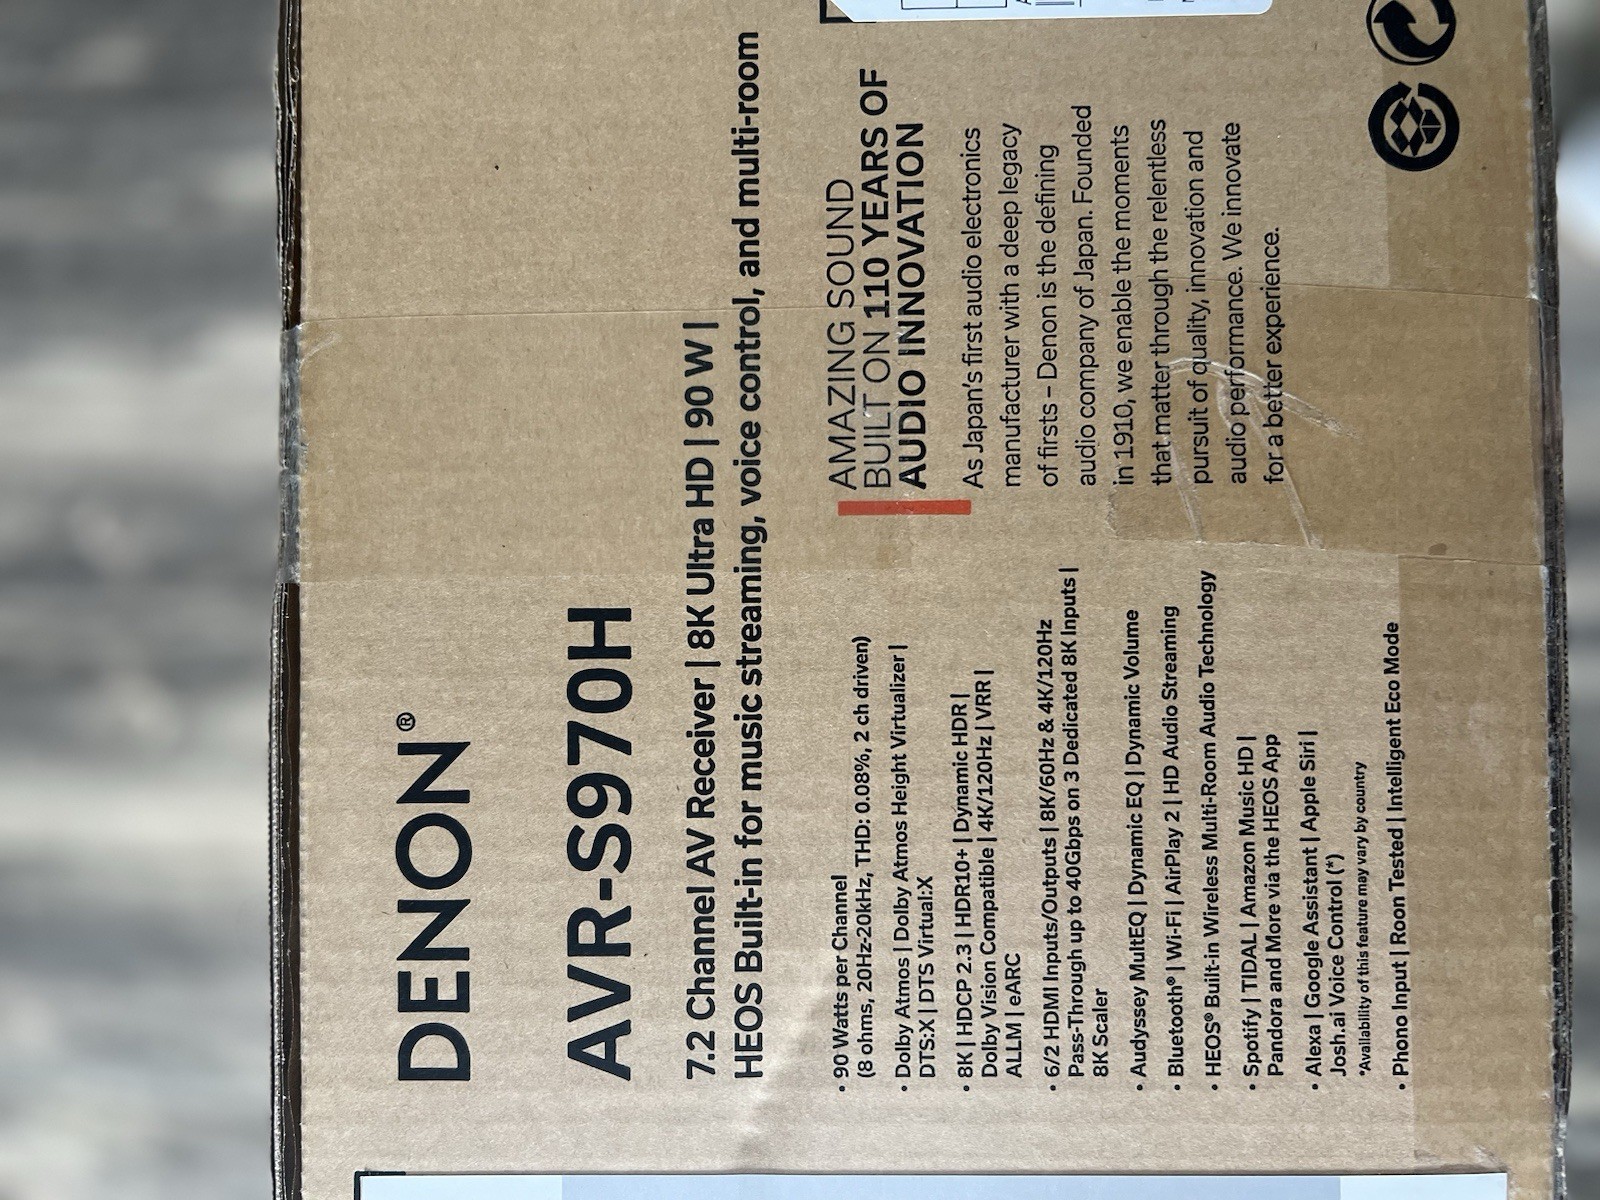 DENON®
AVR-S970H
7.2 Channel AV Receiver | 8K Ultra HD | 90 W |
HEOS Built-in for music streaming, voice control, and multi-room
• 90 Watts per Channel
(8 ohms, 20Hz-20kHz, THD: 0.08%, 2 ch driven)
• Dolby Atmos | Dolby Atmos Height Virtualizer |
DTS:X | DTS Virtual:X
• 8K | HDCP 2.3 | HDR10+ | Dynamic HDR |
Dolby Vision Compatible | 4K/120Hz | VRR |
ALLM | eARC
• 6/2 HDMI Inputs/Outputs | 8K/60Hz & 4K/120Hz
Pass-Through up to 40Gbps on 3 Dedicated 8K Inputs |
8K Scaler
• Audyssey MultEQ | Dynamic EQ | Dynamic Volume
• Bluetooth® | Wi-Fi | AirPlay 2 | HD Audio Streaming
• HEOS® Built-in Wireless Multi-Room Audio Technology
• Spotify | TIDAL | Amazon Music HD |
Pandora and More via the HEOS App
• Alexa | Google Assistant | Apple Siri |
Josh.ai Voice Control (*)
*Availability of this feature may vary by country
• Phono Input | Roon Tested | Intelligent Eco Mode
AMAZING SOUND
BUILT ON 110 YEARS OF
AUDIO INNOVATION
As Japan's first audio electronics
manufacturer with a deep legacy
of firsts – Denon is the defining
audio company of Japan. Founded
in 1910, we enable the moments
that matter through the relentless
pursuit of quality, innovation and
audio performance. We innovate
for a better experience.